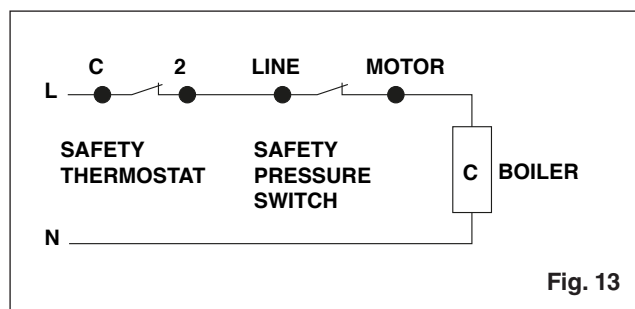 C 2 LINE MOTOR
L
SAFETY THERMOSTAT
SAFETY PRESSURE SWITCH
C BOILER
N
Fig. 13